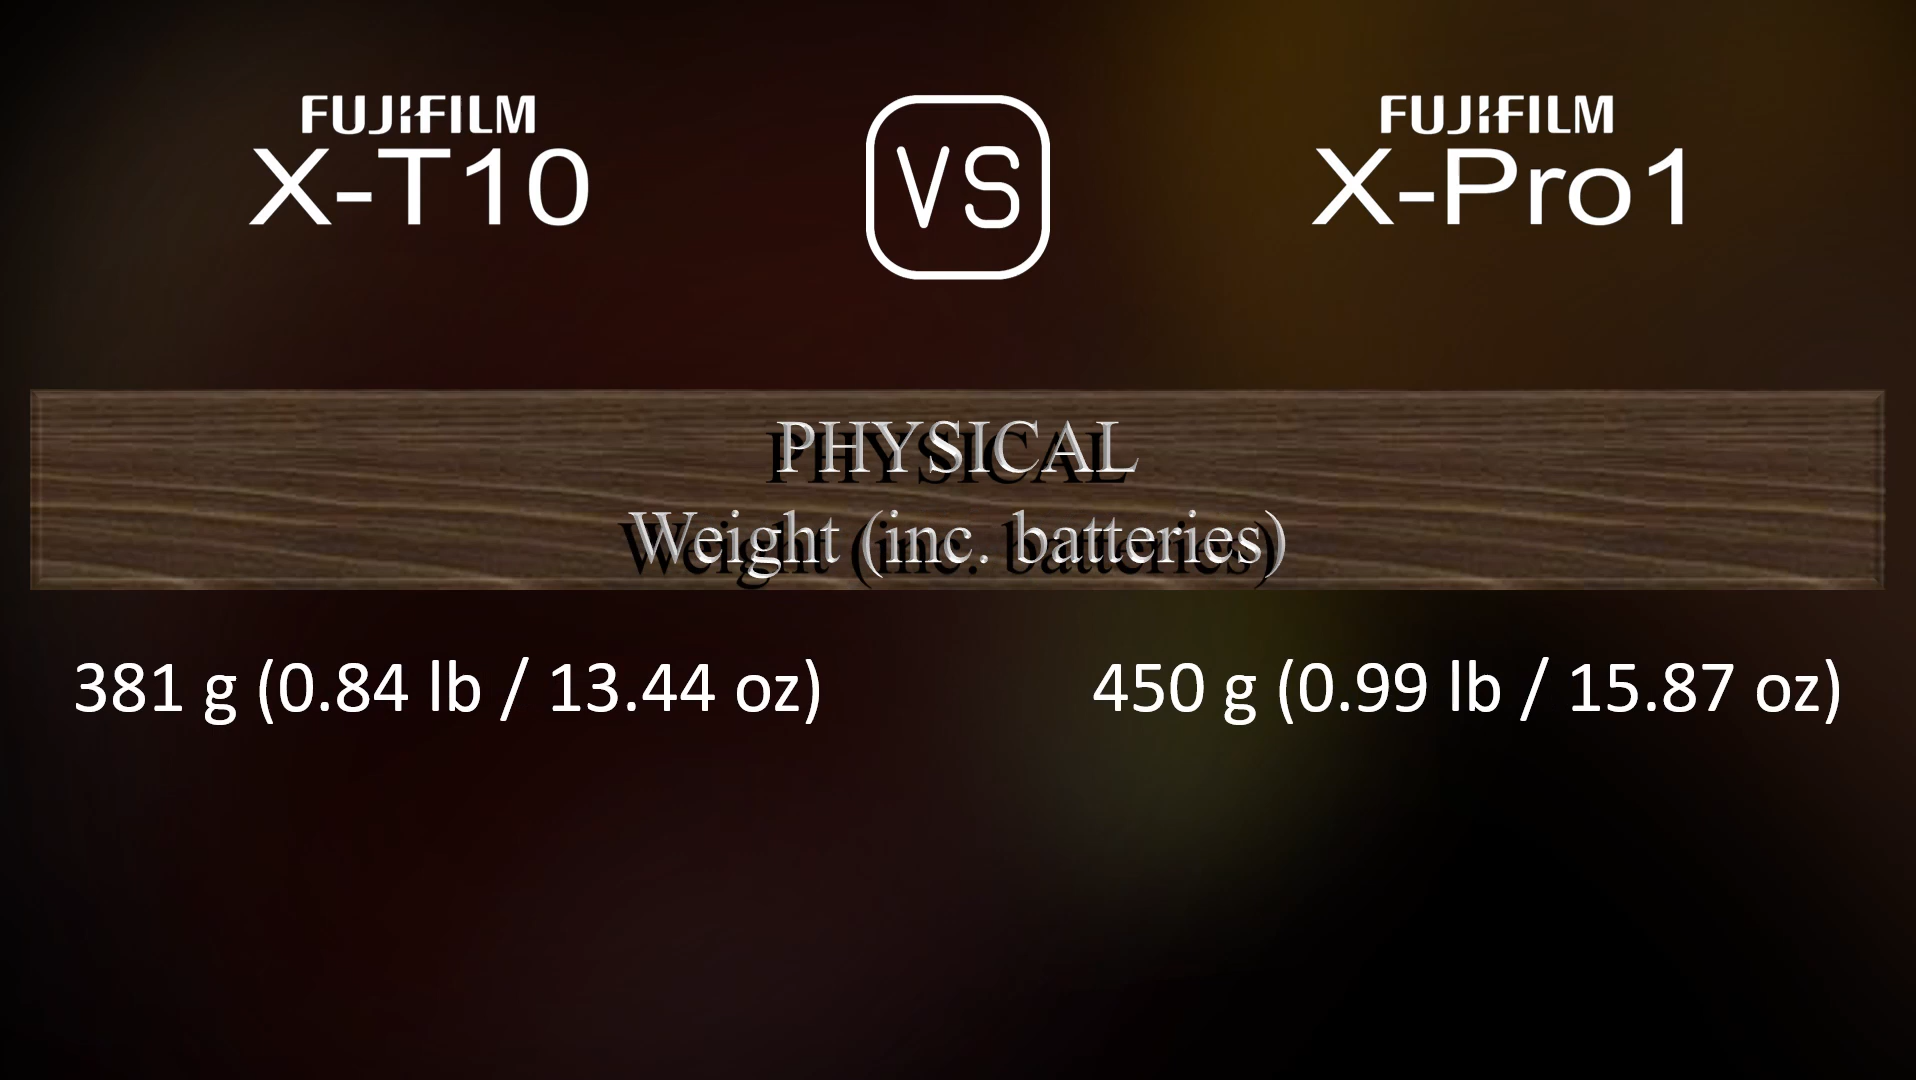 FUJIFILM
X-T10
VS
FUJIFILM
X-Pro1
PHYSICAL
Weight (inc. batteries)
381 g (0.84 lb / 13.44 oz)
450 g (0.99 lb / 15.87 oz)